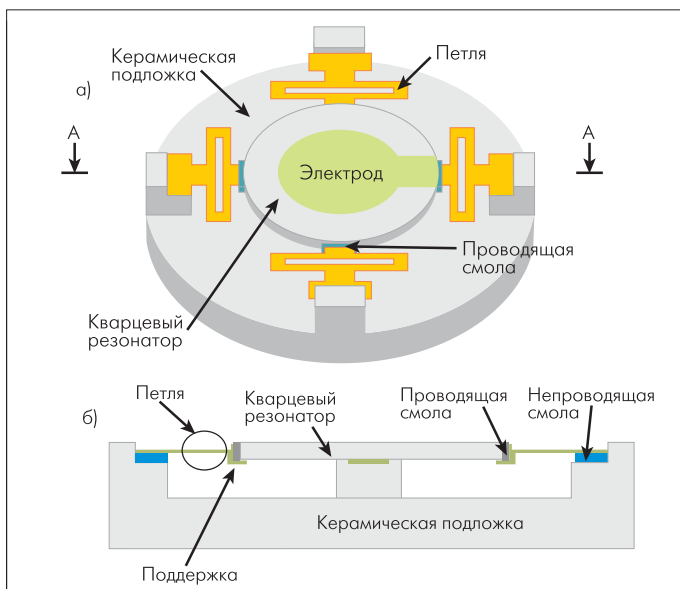 Керамическая
подложка
Петля
а)
А
А
Электрод
Проводящая
смола
Кварцевый
резонатор
Петля
б)
Кварцевый
резонатор
Проводящая
смола
Непроводящая
смола
Керамическая подложка
Поддержка